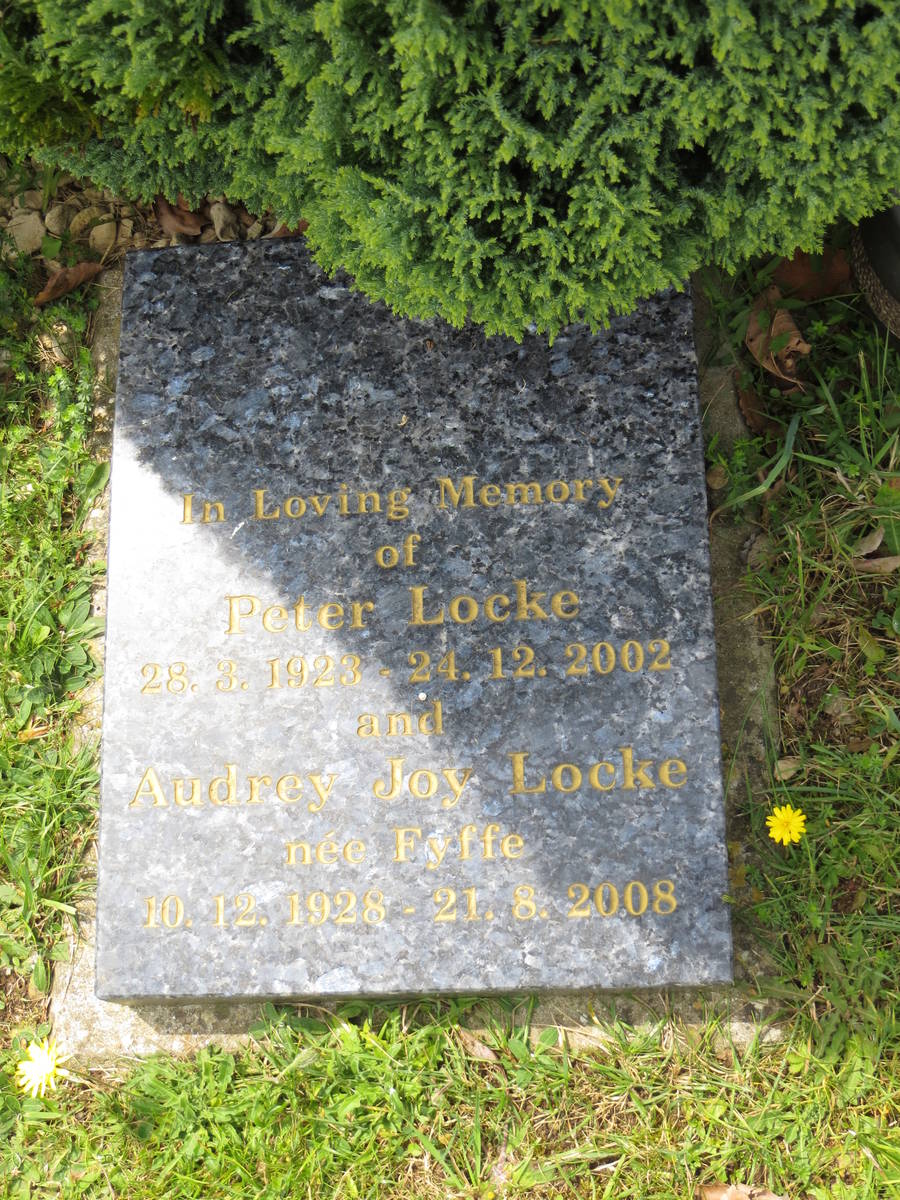 In Loving Memory
of
Peter Locke
28. 3. 1923 - 24. 12. 2002
and
Audrey Joy Locke
née Fyffe
10. 12. 1928 - 21. 8. 2008